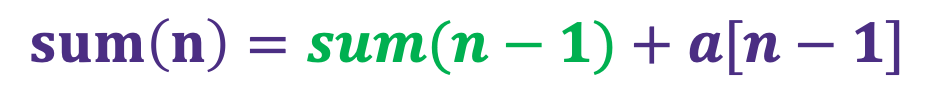 sum(n) = sum(n − 1) + a[n − 1]